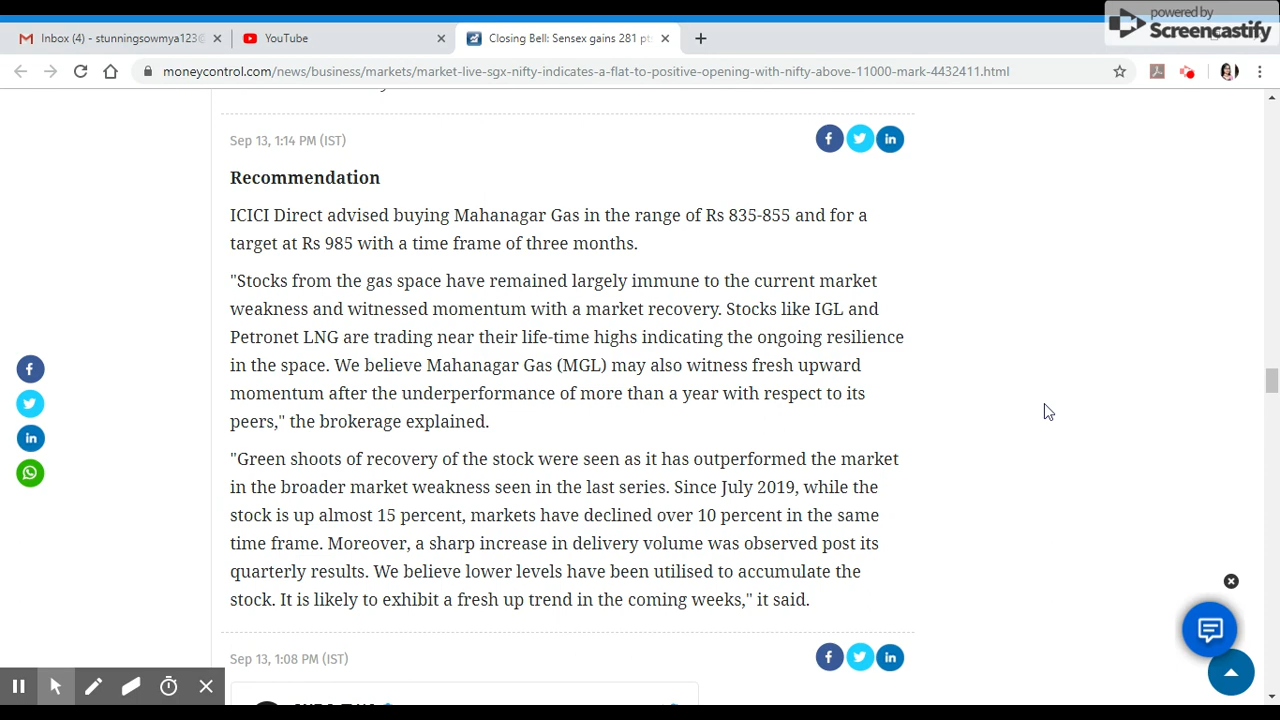 powered by
Screencastify
Inbox (4) - stunningsowmya123@
YouTube
Closing Bell: Sensex gains 281 pt
moneycontrol.com/news/business/markets/market-live-sgx-nifty-indicates-a-flat-to-positive-opening-with-nifty-above-11000-mark-4432411.html
Sep 13, 1:14 PM (IST)
Recommendation
ICICI Direct advised buying Mahanagar Gas in the range of Rs 835-855 and for a
target at Rs 985 with a time frame of three months.
"Stocks from the gas space have remained largely immune to the current market
weakness and witnessed momentum with a market recovery. Stocks like IGL and
Petronet LNG are trading near their life-time highs indicating the ongoing resilience
in the space. We believe Mahanagar Gas (MGL) may also witness fresh upward
momentum after the underperformance of more than a year with respect to its
peers," the brokerage explained.
"Green shoots of recovery of the stock were seen as it has outperformed the market
in the broader market weakness seen in the last series. Since July 2019, while the
stock is up almost 15 percent, markets have declined over 10 percent in the same
time frame. Moreover, a sharp increase in delivery volume was observed post its
quarterly results. We believe lower levels have been utilised to accumulate the
stock. It is likely to exhibit a fresh up trend in the coming weeks," it said.
Sep 13, 1:08 PM (IST)